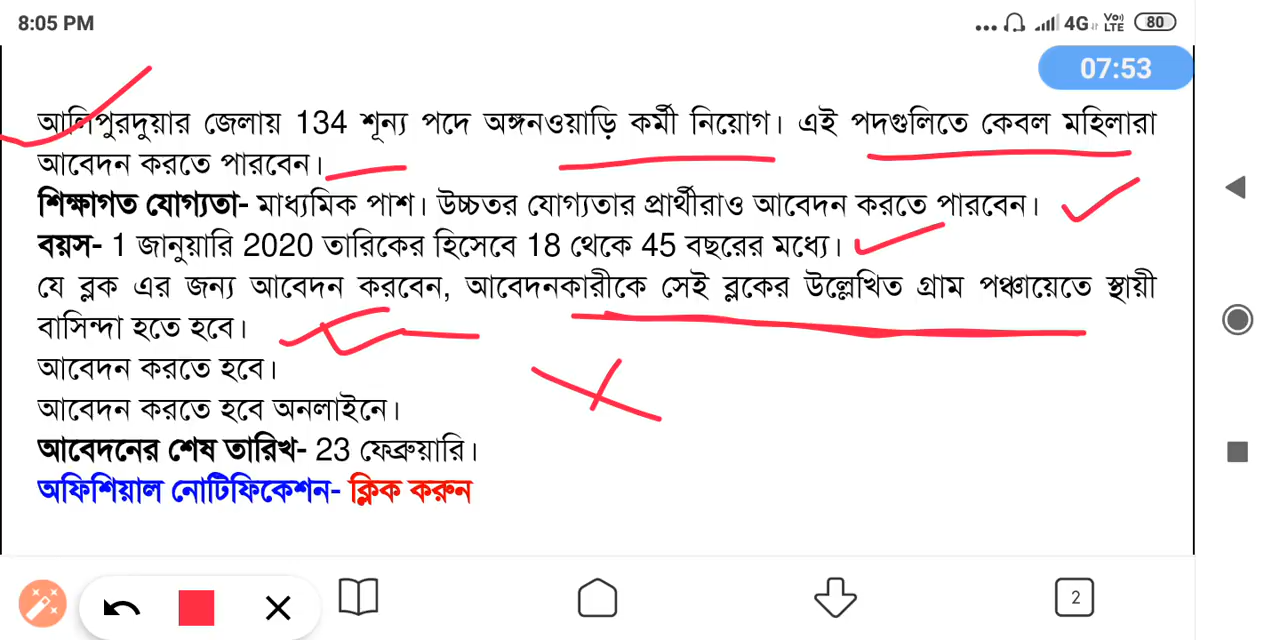 8:05 PM
4G
Vo)
LTE
80
07:53
আলিপুরদুয়ার জেলায় 134 শূন্য পদে অঙ্গনওয়াড়ি কর্মী নিয়োগ। এই পদগুলিতে কেবল মহিলারা
আবেদন করতে পারবেন।
শিক্ষাগত যোগ্যতা- মাধ্যমিক পাশ। উচ্চতর যোগ্যতার প্রার্থীরাও আবেদন করতে পারবেন।
বয়স- 1 জানুয়ারি 2020 তারিকের হিসেবে 18 থেকে 45 বছরের মধ্যে।
যে ব্লক এর জন্য আবেদন করবেন, আবেদনকারীকে সেই ব্লকের উল্লেখিত গ্রাম পঞ্চায়েতে স্থায়ী
বাসিন্দা হতে হবে।
আবেদন করতে হবে।
আবেদন করতে হবে অনলাইনে।
আবেদনের শেষ তারিখ- 23 ফেব্রুয়ারি।
অফিশিয়াল নোটিফিকেশন- ক্লিক করুন
2